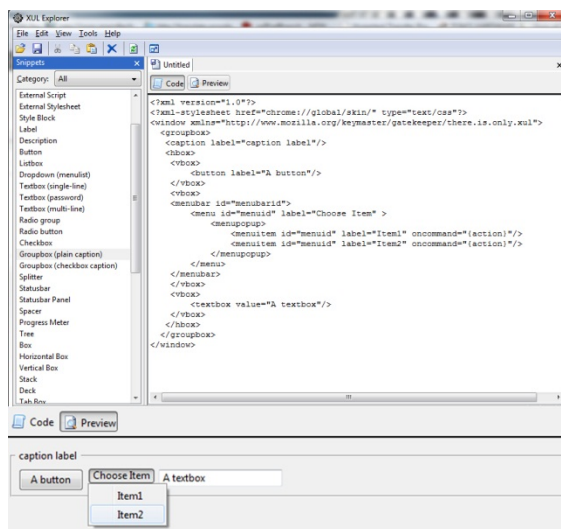 XUL Explorer
File Edit View Tools Help
Snippets
Category: All
External Script
External Stylesheet
Style Block
Label
Description
Button
Listbox
Dropdown (menulist)
Textbox (single-line)
Textbox (password)
Textbox (multi-line)
Radio group
Radio button
Checkbox
Groupbox (plain caption)
Groupbox (checkbox caption)
Splitter
Statusbar
Statusbar Panel
Spacer
Progress Meter
Tree
Box
Horizontal Box
Vertical Box
Stack
Deck
Tab Box
Untitled
Code Preview
<?xml version="1.0"?>
<?xml-stylesheet href="chrome://global/skin/" type="text/css"?>
<window xmlns="http://www.mozilla.org/keymaster/gatekeeper/there.is.only.xul">
<groupbox>
<caption label="caption label"/>
<hbox>
<vbox>
<button label="A button"/>
</vbox>
<vbox>
<menubar id="menubarid">
<menu id="menuid" label="Choose Item" >
<menupopup>
<menuitem id="menuid" label="Item1" oncommand="{action}"/>
<menuitem id="menuid" label="Item2" oncommand="{action}"/>
</menupopup>
</menu>
</menubar>
</vbox>
<vbox>
<textbox value="A textbox"/>
</vbox>
</hbox>
</groupbox>
</window>
Code Preview
caption label
A button Choose Item A textbox
Item1
Item2